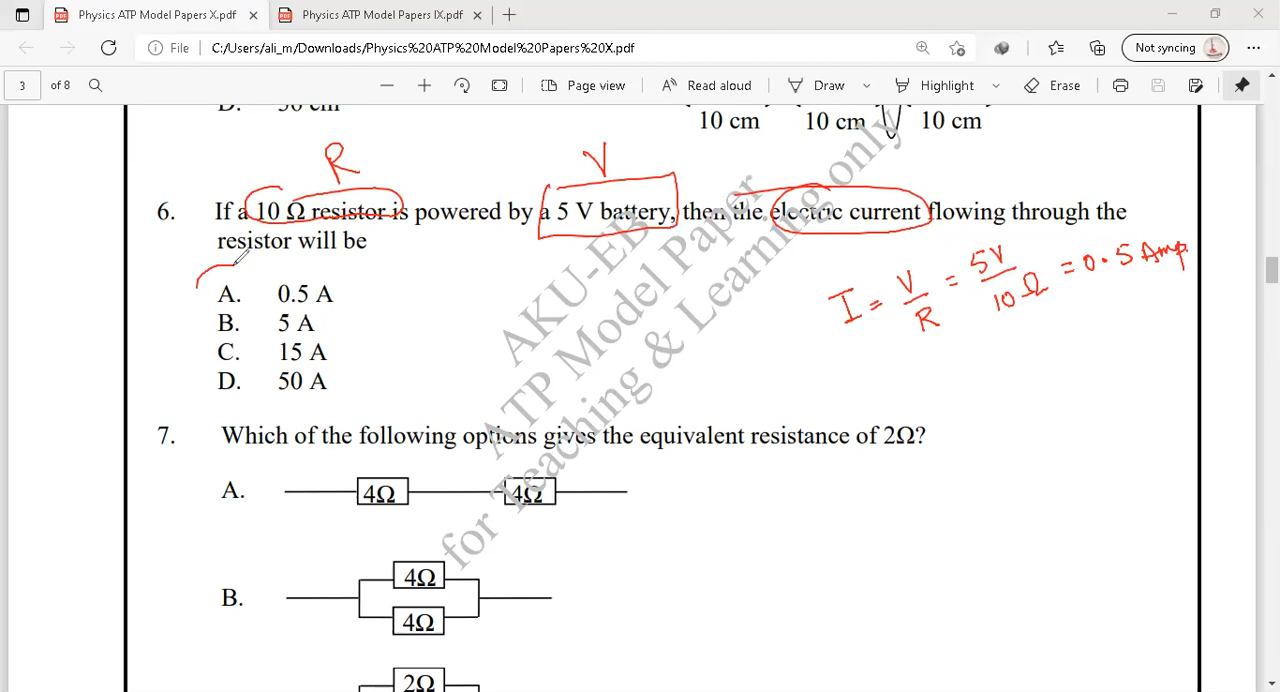 Physics ATP Model Papers X.pdf
Physics ATP Model Papers IX.pdf
File C:/Users/ali_m/Downloads/Physics%20ATP%20Model%20Papers%20X.pdf Not syncing
3 of 8 Page view Read aloud Draw Highlight Erase
10 cm 10 cm 10 cm
R V
6. If a 10 Ω resistor is powered by a 5 V battery, then the electric current flowing through the
resistor will be
I = V/R = 5V/10Ω = 0.5 Amp
A. 0.5 A
B. 5 A
C. 15 A
D. 50 A
7. Which of the following options gives the equivalent resistance of 2Ω?
A. 4Ω 4Ω
B. 4Ω
4Ω
2Ω
AKU-EB
ATP Model Paper
for Teaching & Learning only